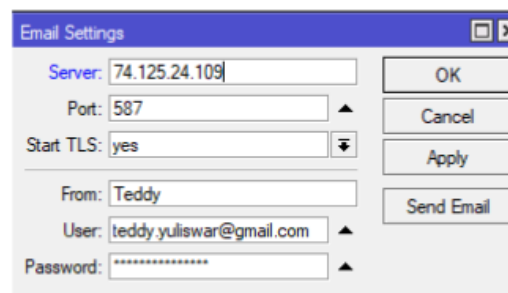 Email Settings
Server: 74.125.24.109
OK
Port: 587
Cancel
Start TLS: yes
Apply
From: Teddy
Send Email
User: teddy.yuliswar@gmail.com
Password: ***************